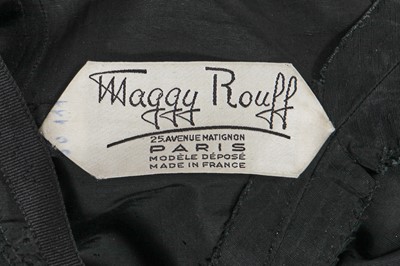 Maggy Rouff
25, AVENUE MATIGNON
PARIS
MODÈLE DÉPOSÉ
MADE IN FRANCE